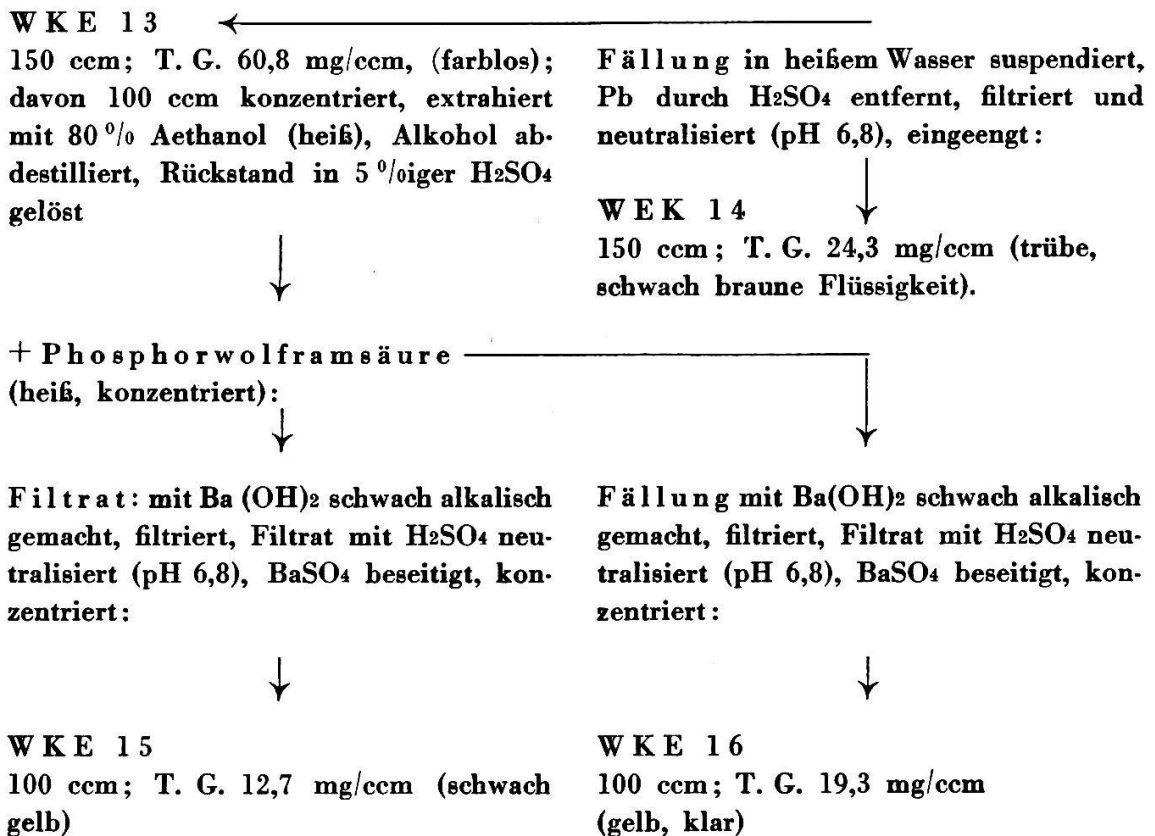 WKE 13
150 ccm; T. G. 60,8 mg/ccm, (farblos);
davon 100 ccm konzentriert, extrahiert
mit 80 % Aethanol (heiß), Alkohol ab-
destilliert, Rückstand in 5 %iger H2SO4
gelöst
Fällung in heißem Wasser suspendiert,
Pb durch H2SO4 entfernt, filtriert und
neutralisiert (pH 6,8), eingeengt:
WEK 14
150 ccm; T. G. 24,3 mg/ccm (trübe,
schwach braune Flüssigkeit).
+ Phosphorwolframsäure
(heiß, konzentriert):
Filtrat: mit Ba (OH)2 schwach alkalisch
gemacht, filtriert, Filtrat mit H2SO4 neu-
tralisiert (pH 6,8), BaSO4 beseitigt, kon-
zentriert:
Fällung mit Ba(OH)2 schwach alkalisch
gemacht, filtriert, Filtrat mit H2SO4 neu-
tralisiert (pH 6,8), BaSO4 beseitigt, kon-
zentriert:
WKE 15
100 ccm; T. G. 12,7 mg/ccm (schwach
gelb)
WKE 16
100 ccm; T. G. 19,3 mg/ccm
(gelb, klar)